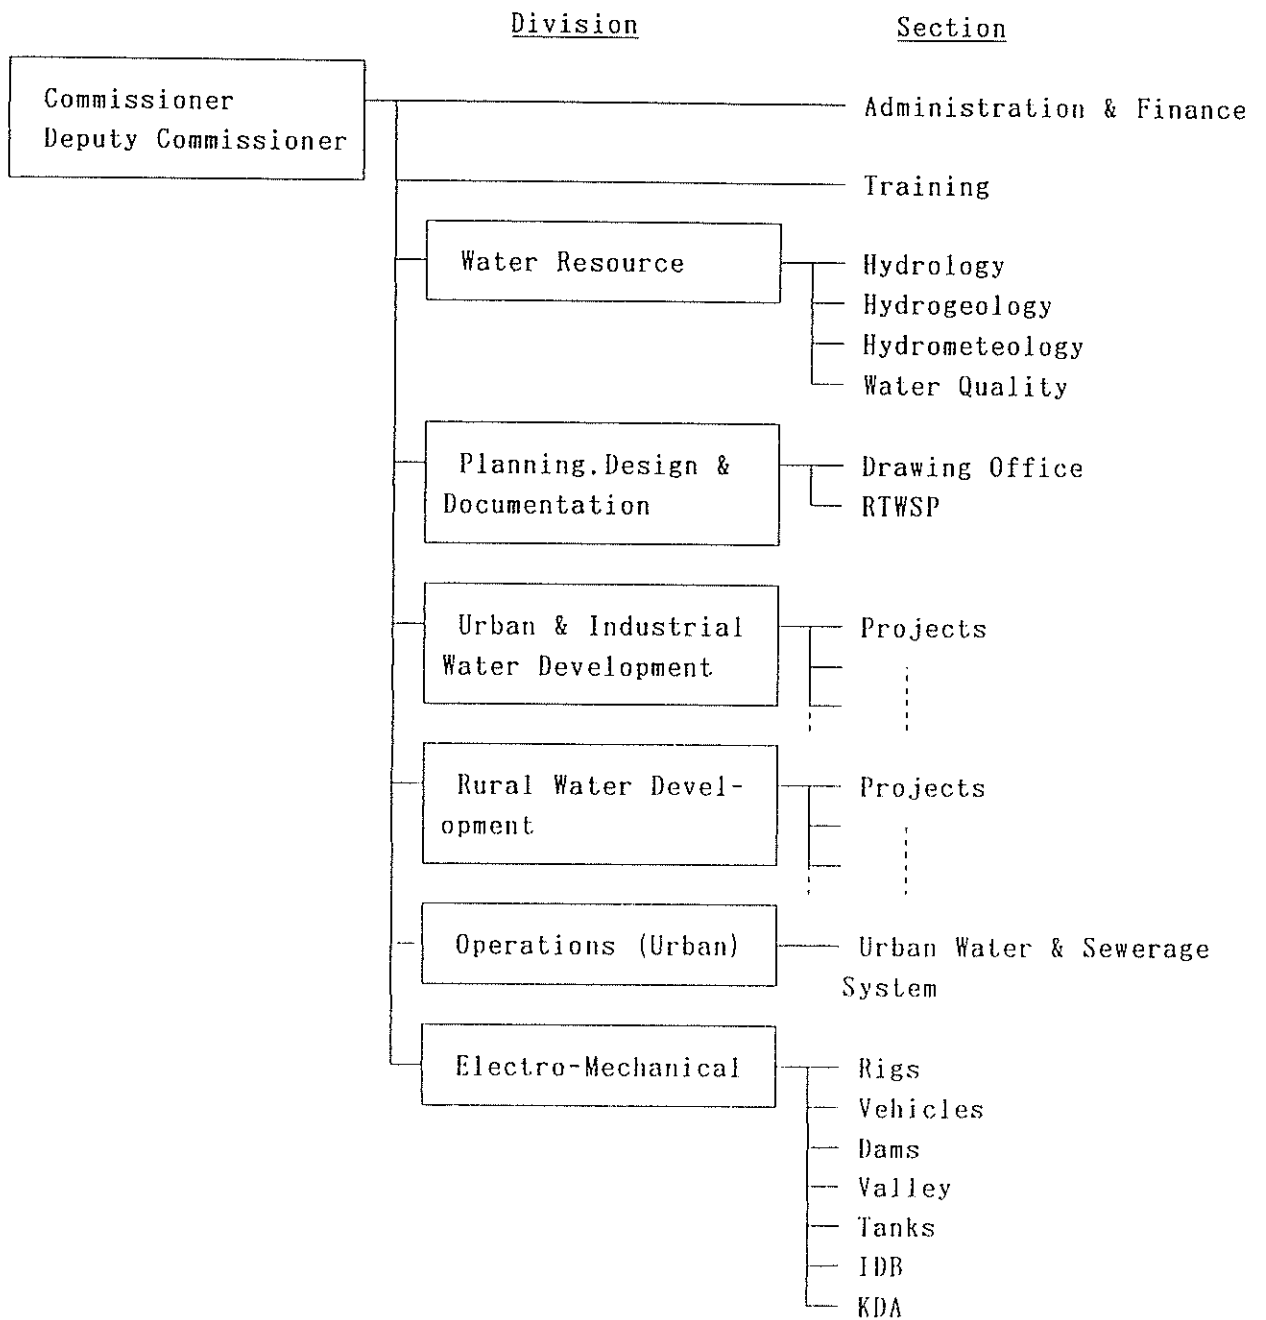 Division
Section
Commissioner
Deputy Commissioner
Administration & Finance
Training
Water Resource
Hydrology
Hydrogeology
Hydrometeology
Water Quality
Planning.Design &
Documentation
Drawing Office
RTWSP
Urban & Industrial
Water Development
Projects
Rural Water Devel-
opment
Projects
Operations (Urban)
Urban Water & Sewerage
System
Electro-Mechanical
Rigs
Vehicles
Dams
Valley
Tanks
IDB
KDA